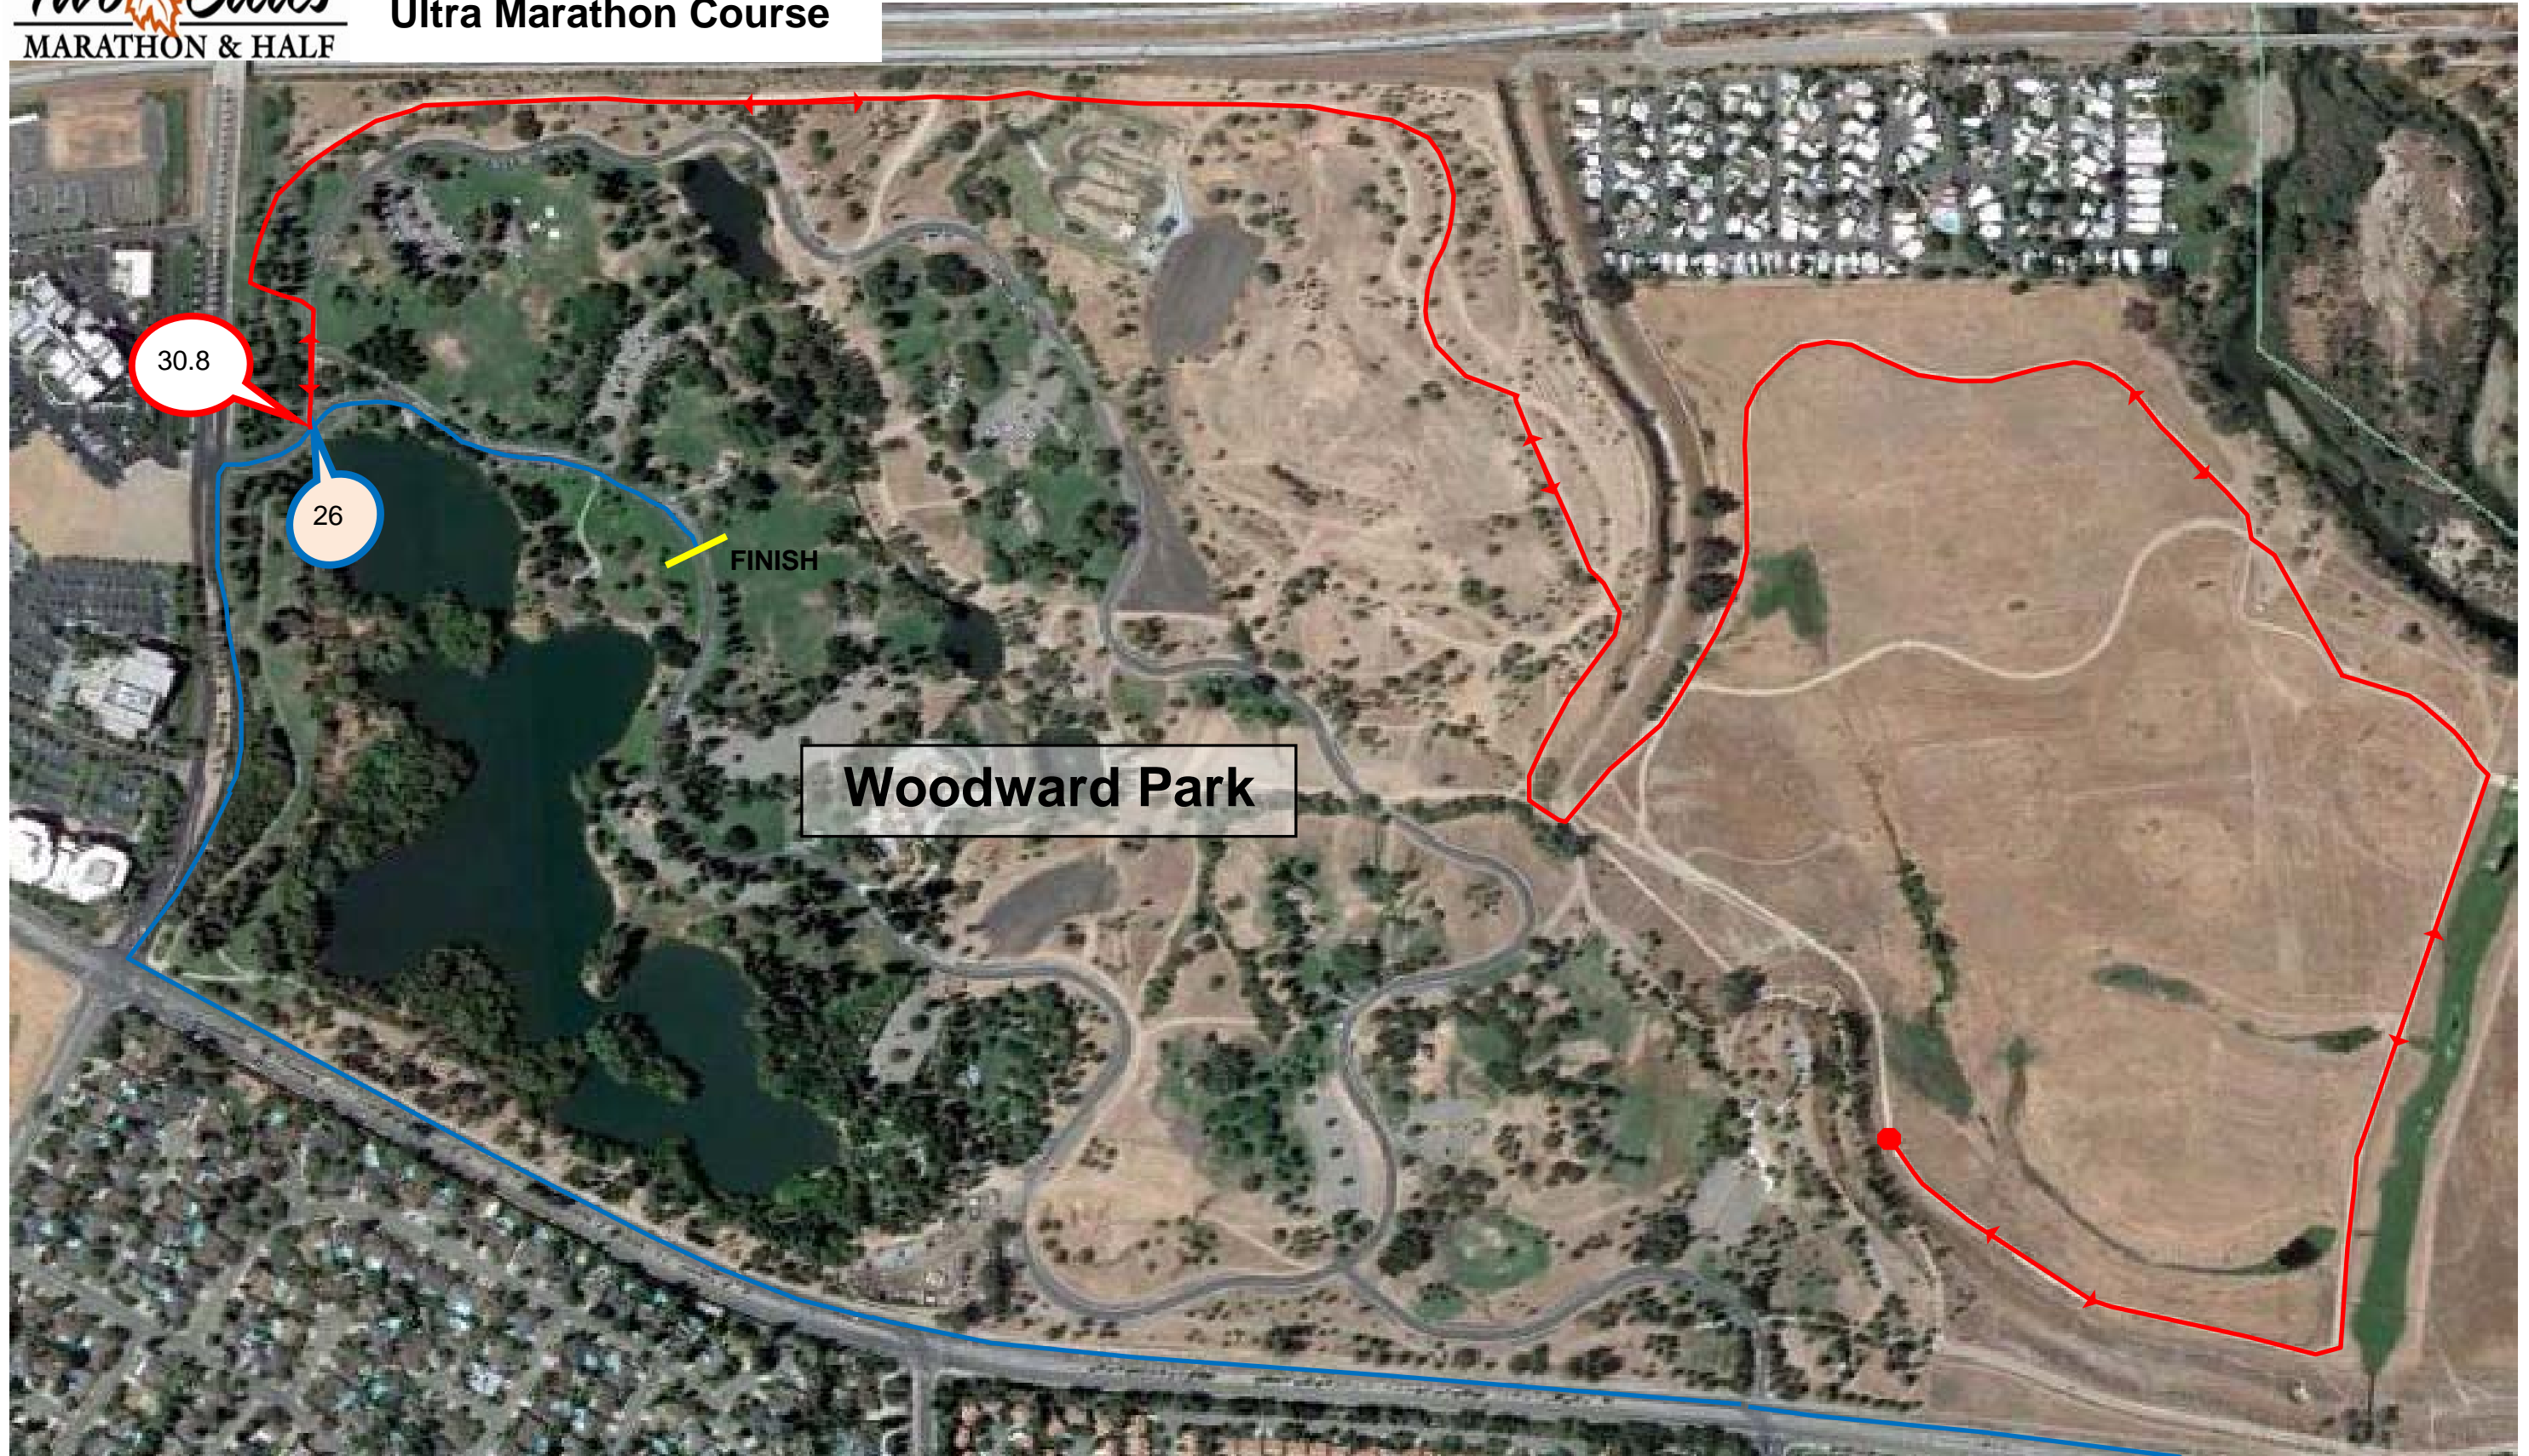 Ultra Marathon Course
MARATHON & HALF
30.8
26
FINISH
Woodward Park